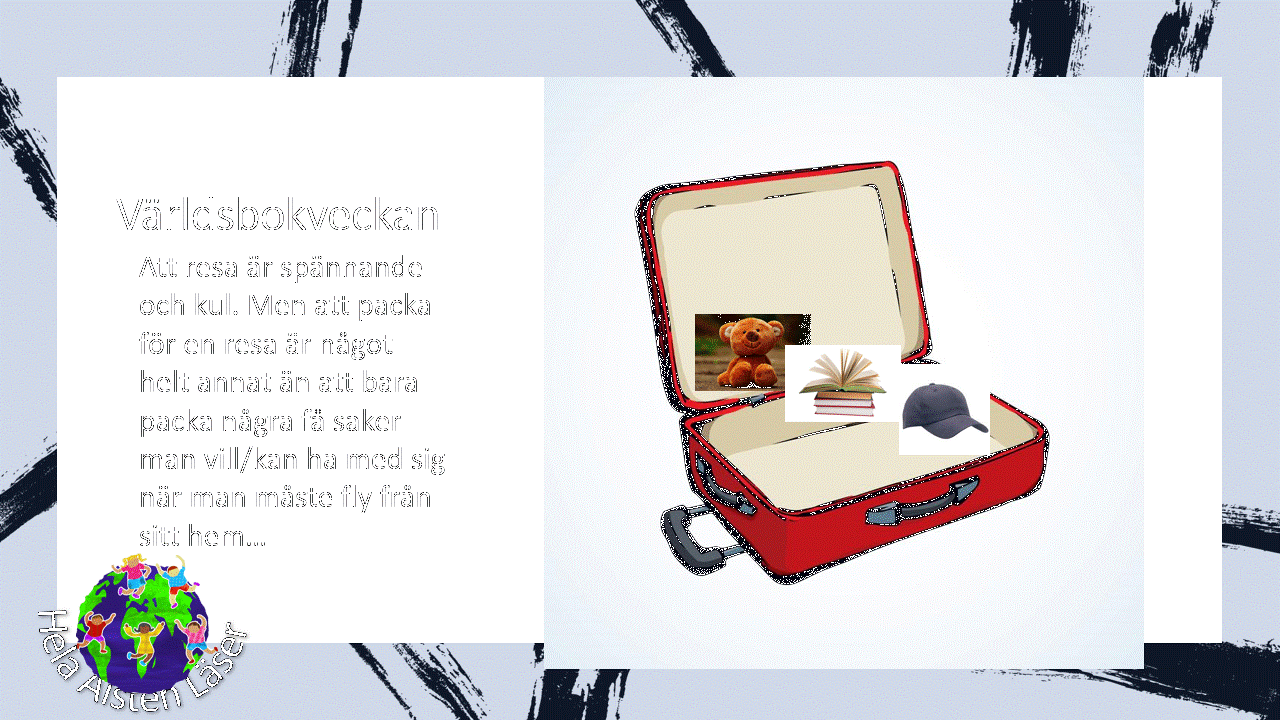 Världsbokveckan
Att resa är spännande
och kul. Men att packa
för en resa är något
helt annat än att bara
packa några få saker
man vill/kan ha med sig
när man måste fly från
sitt hem...
Hela Alsten Läser